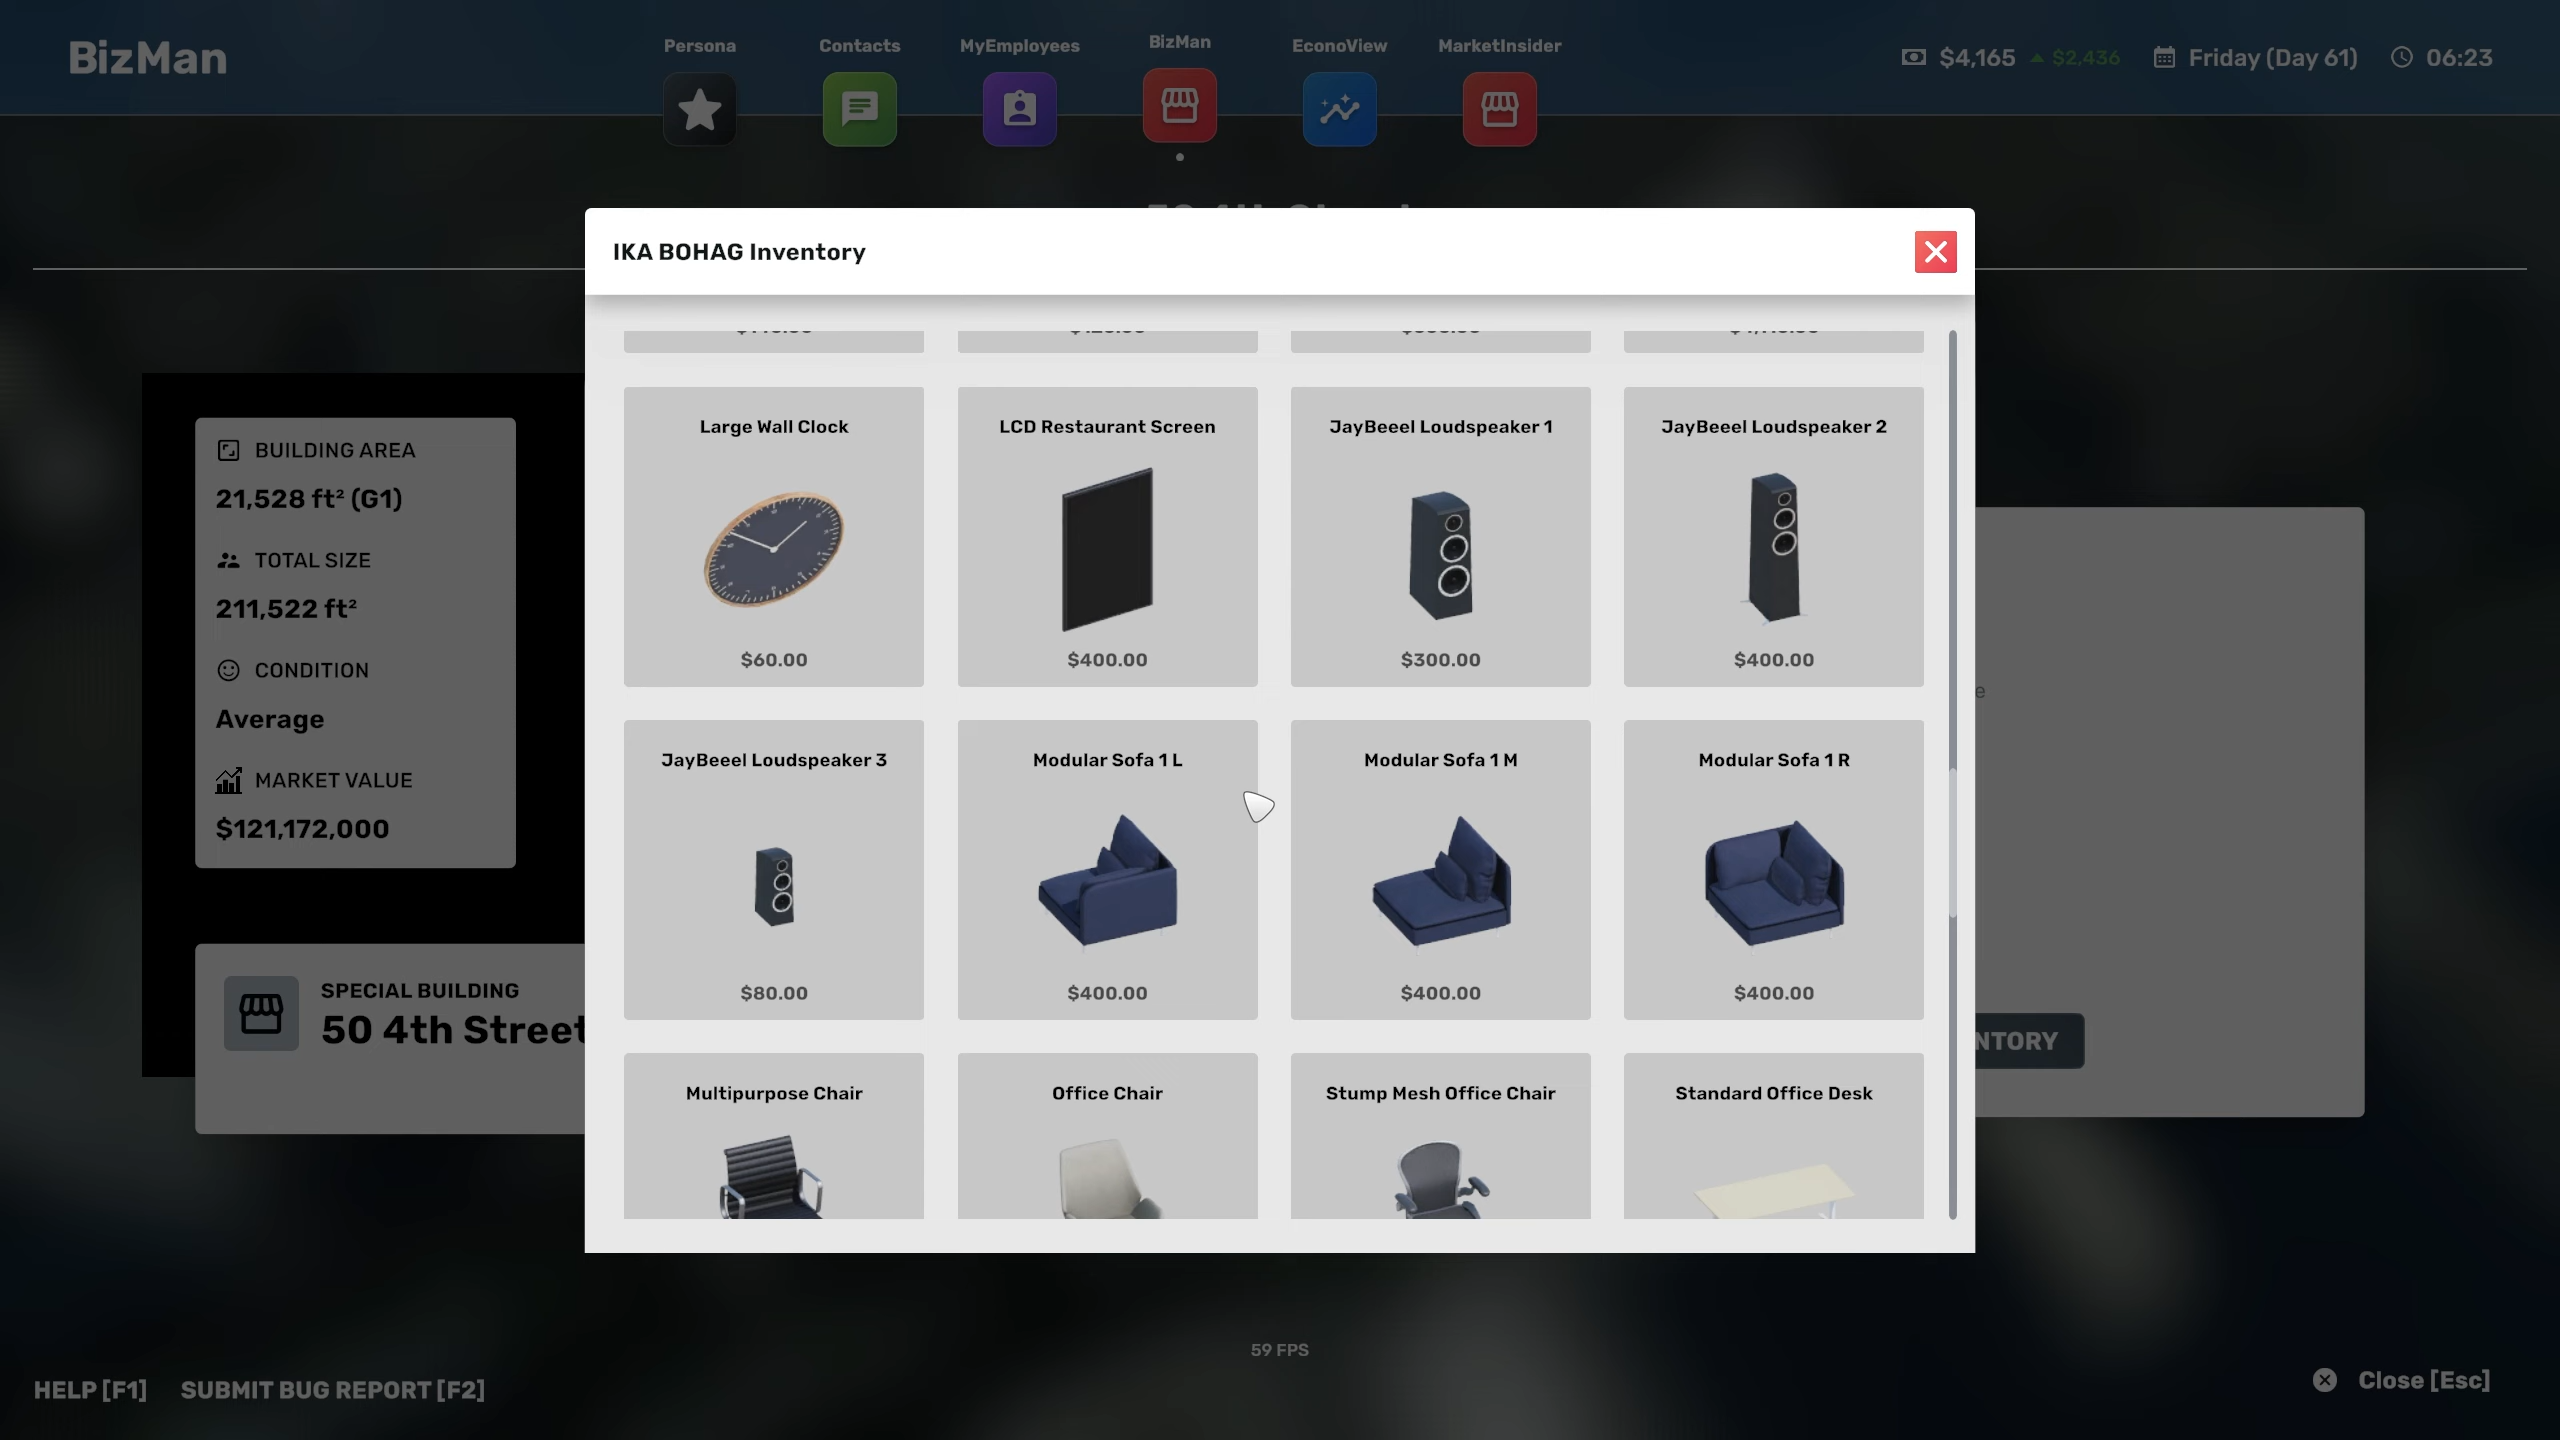 BizMan
Persona
Contacts
MyEmployees
BizMan
EconoView
MarketInsider
$4,165
$2,436
Friday (Day 61)
06:23
IKA BOHAG Inventory
Large Wall Clock
LCD Restaurant Screen
JayBeeel Loudspeaker 1
JayBeeel Loudspeaker 2
$60.00
$400.00
$300.00
$400.00
JayBeeel Loudspeaker 3
Modular Sofa 1 L
Modular Sofa 1 M
Modular Sofa 1 R
$80.00
$400.00
$400.00
$400.00
Multipurpose Chair
Office Chair
Stump Mesh Office Chair
Standard Office Desk
BUILDING AREA
21,528 ft² (G1)
TOTAL SIZE
211,522 ft²
CONDITION
Average
MARKET VALUE
$121,172,000
SPECIAL BUILDING
50 4th Street
NTORY
59 FPS
HELP [F1]
SUBMIT BUG REPORT [F2]
Close [Esc]